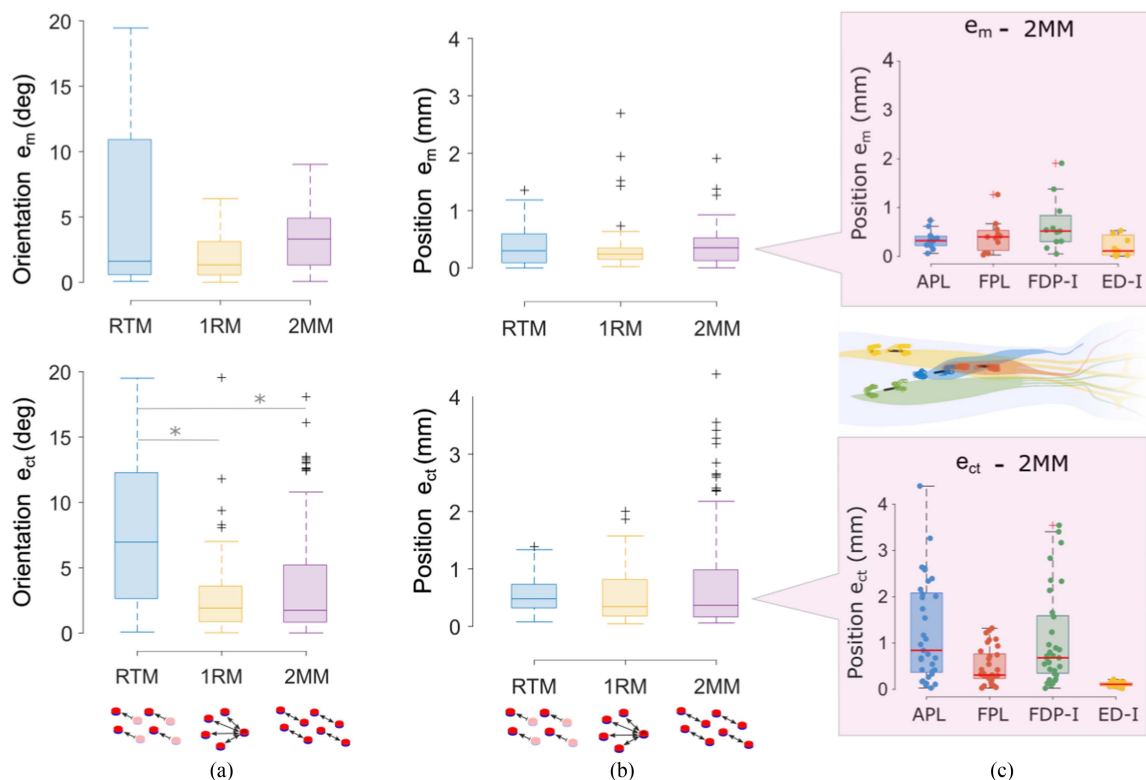 Orientation e_m (deg)
20
15
10
5
0
RTM 1RM 2MM
Position e_m (mm)
4
3
2
1
0
RTM 1RM 2MM
e_m - 2MM
Position e_m (mm)
4
3
2
1
0
APL FPL FDP-I ED-I
Orientation e_ct (deg)
20
15
10
5
0
*
*
RTM 1RM 2MM
(a)
Position e_ct (mm)
4
3
2
1
0
RTM 1RM 2MM
(b)
e_ct - 2MM
Position e_ct (mm)
4
3
2
1
0
APL FPL FDP-I ED-I
(c)